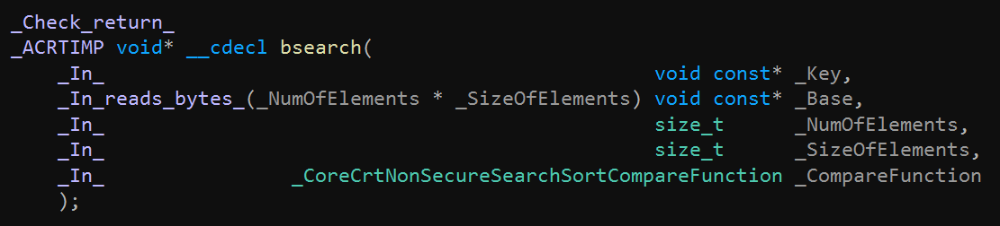 _Check_return_
_ACRTIMP void* __cdecl bsearch(
    _In_                                               void const* _Key,
    _In_reads_bytes_(_NumOfElements * _SizeOfElements) void const* _Base,
    _In_                                               size_t      _NumOfElements,
    _In_                                               size_t      _SizeOfElements,
    _In_                _CoreCrtNonSecureSearchSortCompareFunction _CompareFunction
    );